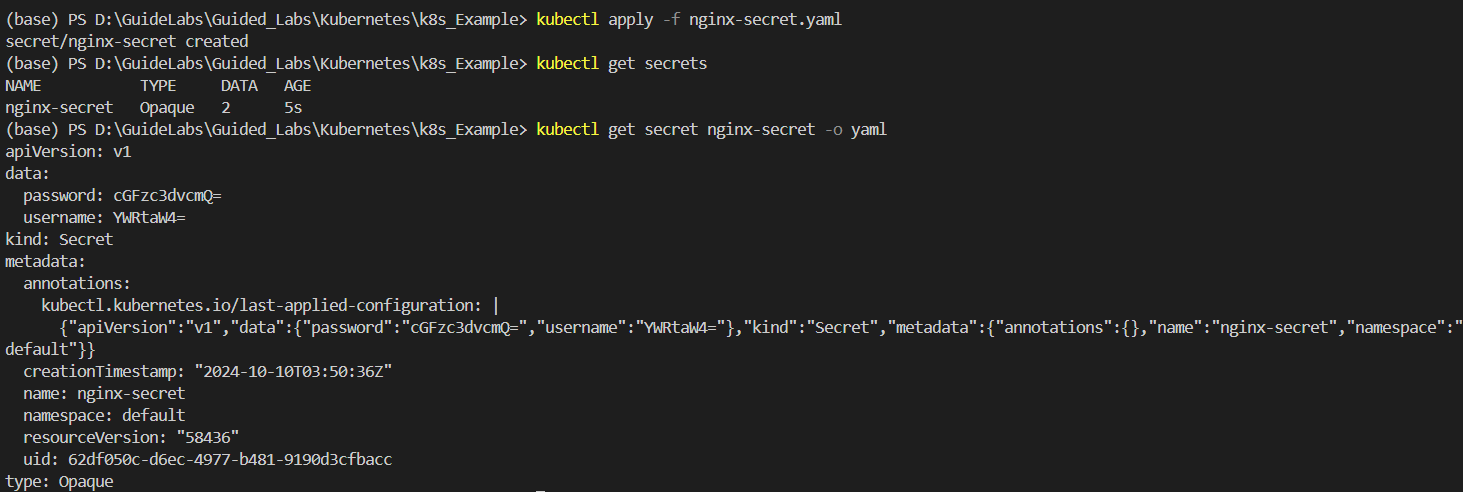 (base) PS D:\GuideLabs\Guided_Labs\Kubernetes\k8s_Example> kubectl apply -f nginx-secret.yaml
secret/nginx-secret created
(base) PS D:\GuideLabs\Guided_Labs\Kubernetes\k8s_Example> kubectl get secrets
NAME           TYPE     DATA   AGE
nginx-secret   Opaque   2      5s
(base) PS D:\GuideLabs\Guided_Labs\Kubernetes\k8s_Example> kubectl get secret nginx-secret -o yaml
apiVersion: v1
data:
  password: cGFzc3dvcmQ=
  username: YWRtaW4=
kind: Secret
metadata:
  annotations:
    kubectl.kubernetes.io/last-applied-configuration: |
      {"apiVersion":"v1","data":{"password":"cGFzc3dvcmQ=","username":"YWRtaW4="},"kind":"Secret","metadata":{"annotations":{},"name":"nginx-secret","namespace":"
default"}}
  creationTimestamp: "2024-10-10T03:50:36Z"
  name: nginx-secret
  namespace: default
  resourceVersion: "58436"
  uid: 62df050c-d6ec-4977-b481-9190d3cfbacc
type: Opaque